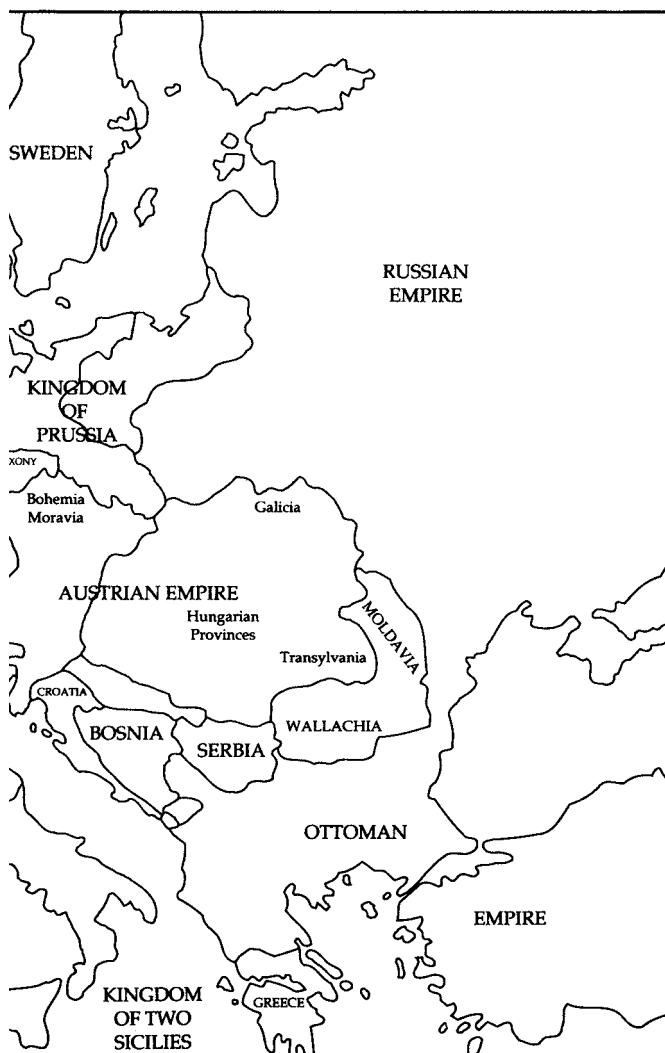 SWEDEN
RUSSIAN
EMPIRE
KINGDOM
OF
PRUSSIA
XONY
Bohemia
Moravia
Galicia
AUSTRIAN EMPIRE
Hungarian
Provinces
MOLDAVIA
Transylvania
CROATIA
BOSNIA
SERBIA
WALLACHIA
OTTOMAN
EMPIRE
KINGDOM
OF TWO
SICILIES
GREECE